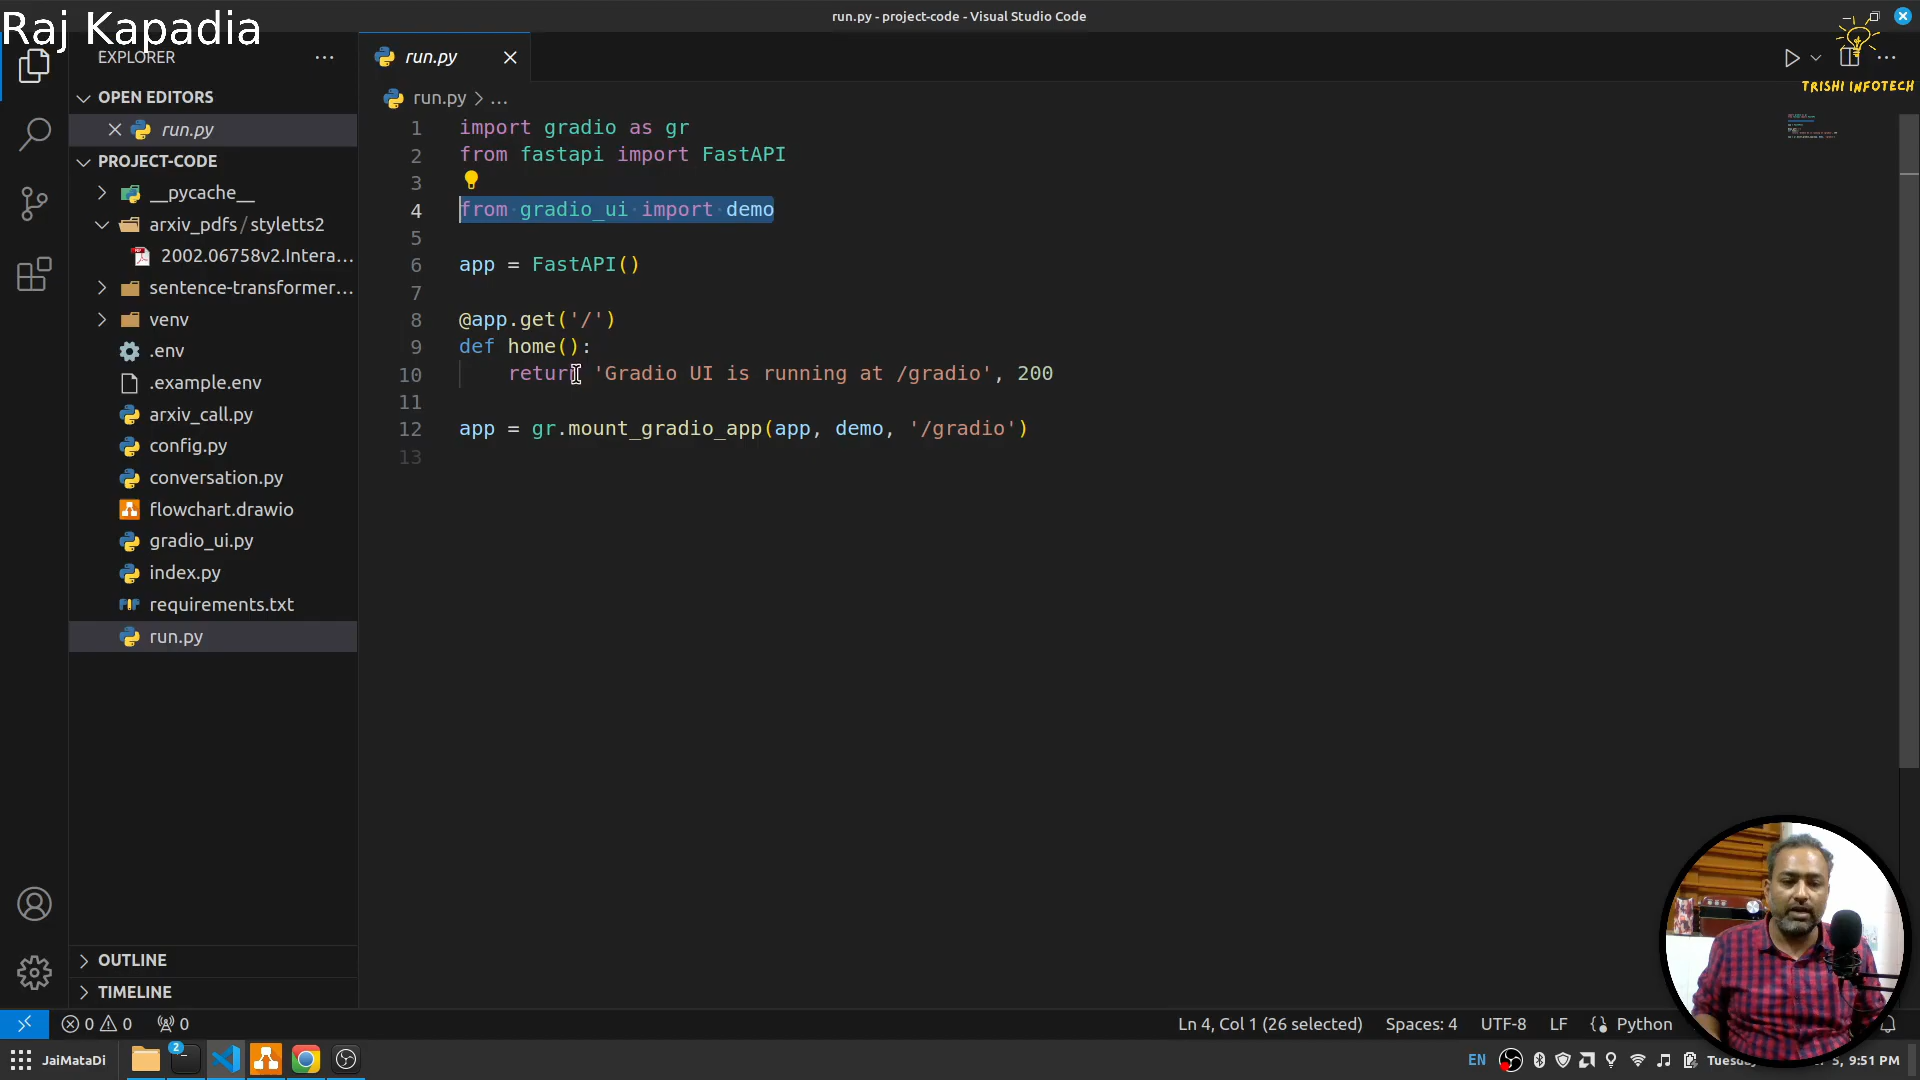 run.py - project-code - Visual Studio Code
Raj Kapadia
TRISHI INFOTECH
EXPLORER
run.py
OPEN EDITORS
run.py
PROJECT-CODE
__pycache__
arxiv_pdfs / styletts2
2002.06758v2.Intera...
sentence-transformer...
venv
.env
.example.env
arxiv_call.py
config.py
conversation.py
flowchart.drawio
gradio_ui.py
index.py
requirements.txt
run.py
OUTLINE
TIMELINE
run.py > ...
1 import gradio as gr
2 from fastapi import FastAPI
3
4 from gradio_ui import demo
5
6 app = FastAPI()
7
8 @app.get('/')
9 def home():
10 return 'Gradio UI is running at /gradio', 200
11
12 app = gr.mount_gradio_app(app, demo, '/gradio')
13
0 0 0
Ln 4, Col 1 (26 selected) Spaces: 4 UTF-8 LF Python
JaiMataDi 2 EN 5, 9:51 PM